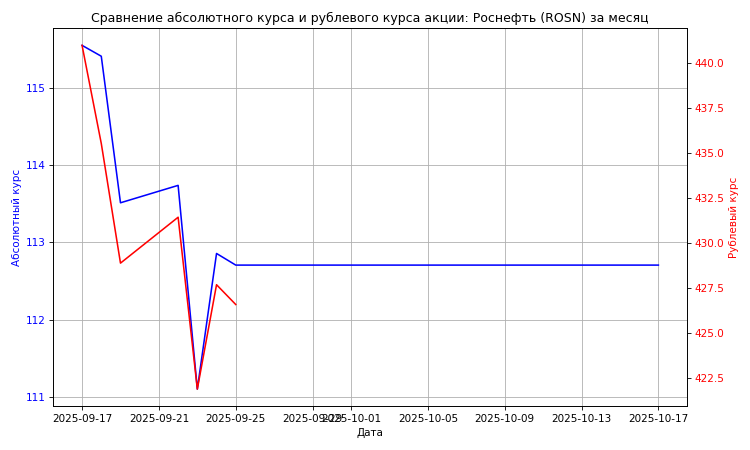 Сравнение абсолютного курса и рублевого курса акции: Роснефть (ROSN) за месяц
Абсолютный курс
115
114
113
112
111
440.0
437.5
435.0
432.5
430.0
427.5
425.0
422.5
Рублевый курс
2025-09-17 2025-09-21 2025-09-25 2025-09-29 2025-10-01 2025-10-05 2025-10-09 2025-10-13 2025-10-17
Дата